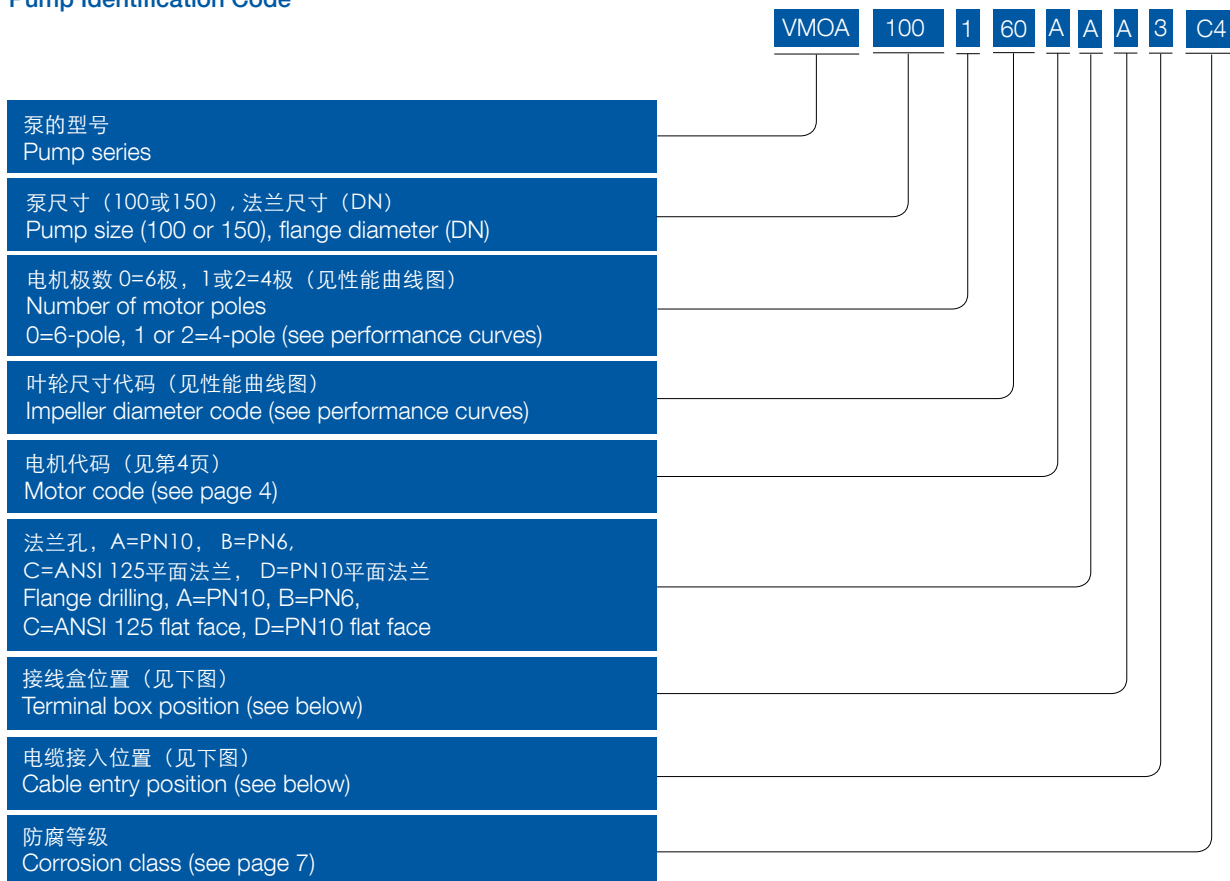 Pump Identification Code
VMOA 100 1 60 A A A 3 C4
泵的型号
Pump series
泵尺寸（100或150）, 法兰尺寸（DN）
Pump size (100 or 150), flange diameter (DN)
电机极数 0=6极, 1或2=4极（见性能曲线图）
Number of motor poles
0=6-pole, 1 or 2=4-pole (see performance curves)
叶轮尺寸代码（见性能曲线图）
Impeller diameter code (see performance curves)
电机代码（见第4页）
Motor code (see page 4)
法兰孔, A=PN10, B=PN6,
C=ANSI 125平面法兰, D=PN10平面法兰
Flange drilling, A=PN10, B=PN6,
C=ANSI 125 flat face, D=PN10 flat face
接线盒位置（见下图）
Terminal box position (see below)
电缆接入位置（见下图）
Cable entry position (see below)
防腐等级
Corrosion class (see page 7)